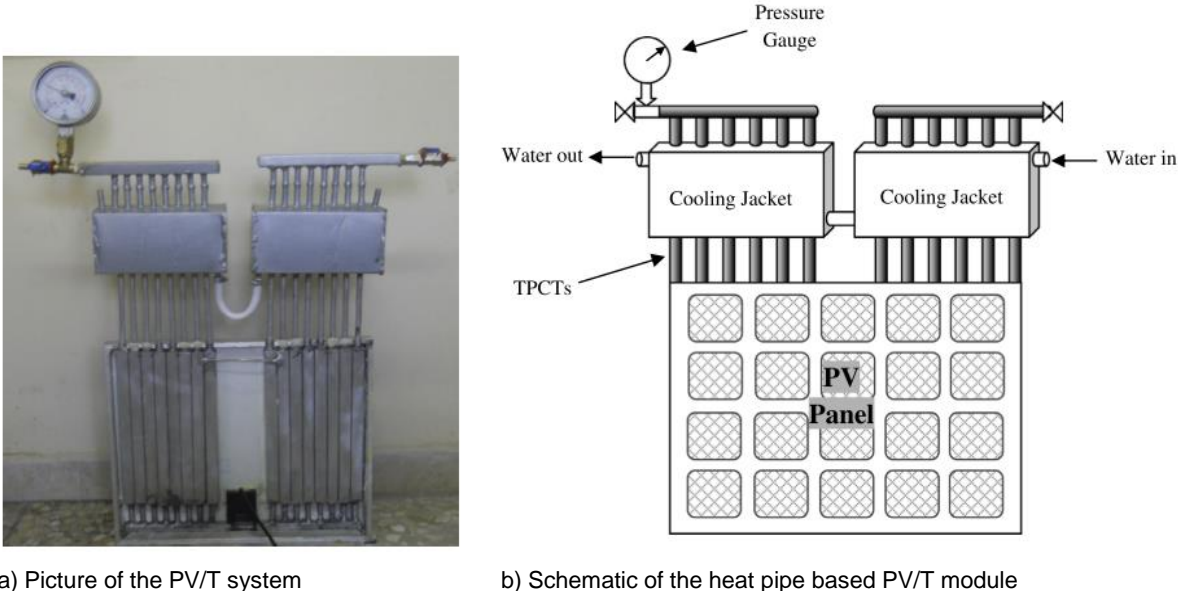 Pressure
Gauge
Water out
Water in
Cooling Jacket
Cooling Jacket
TPCTs
PV
Panel
a) Picture of the PV/T system
b) Schematic of the heat pipe based PV/T module